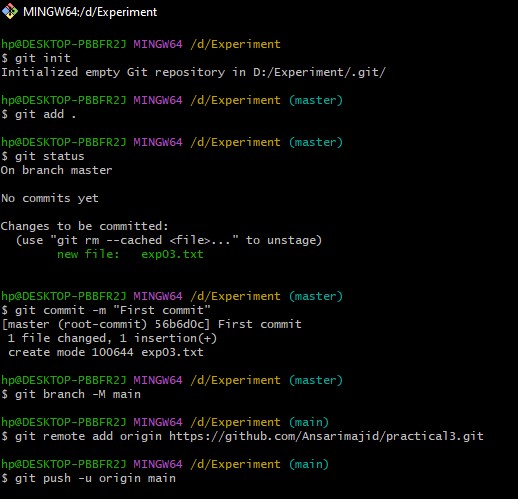 MINGW64:/d/Experiment
hp@DESKTOP-PBBFR2J MINGW64 /d/Experiment
$ git init
Initialized empty Git repository in D:/Experiment/.git/
hp@DESKTOP-PBBFR2J MINGW64 /d/Experiment (master)
$ git add .
hp@DESKTOP-PBBFR2J MINGW64 /d/Experiment (master)
$ git status
On branch master
No commits yet
Changes to be committed:
  (use "git rm --cached <file>..." to unstage)
        new file:   exp03.txt
hp@DESKTOP-PBBFR2J MINGW64 /d/Experiment (master)
$ git commit -m "First commit"
[master (root-commit) 56b6d0c] First commit
 1 file changed, 1 insertion(+)
 create mode 100644 exp03.txt
hp@DESKTOP-PBBFR2J MINGW64 /d/Experiment (master)
$ git branch -M main
hp@DESKTOP-PBBFR2J MINGW64 /d/Experiment (main)
$ git remote add origin https://github.com/Ansarimajid/practical3.git
hp@DESKTOP-PBBFR2J MINGW64 /d/Experiment (main)
$ git push -u origin main